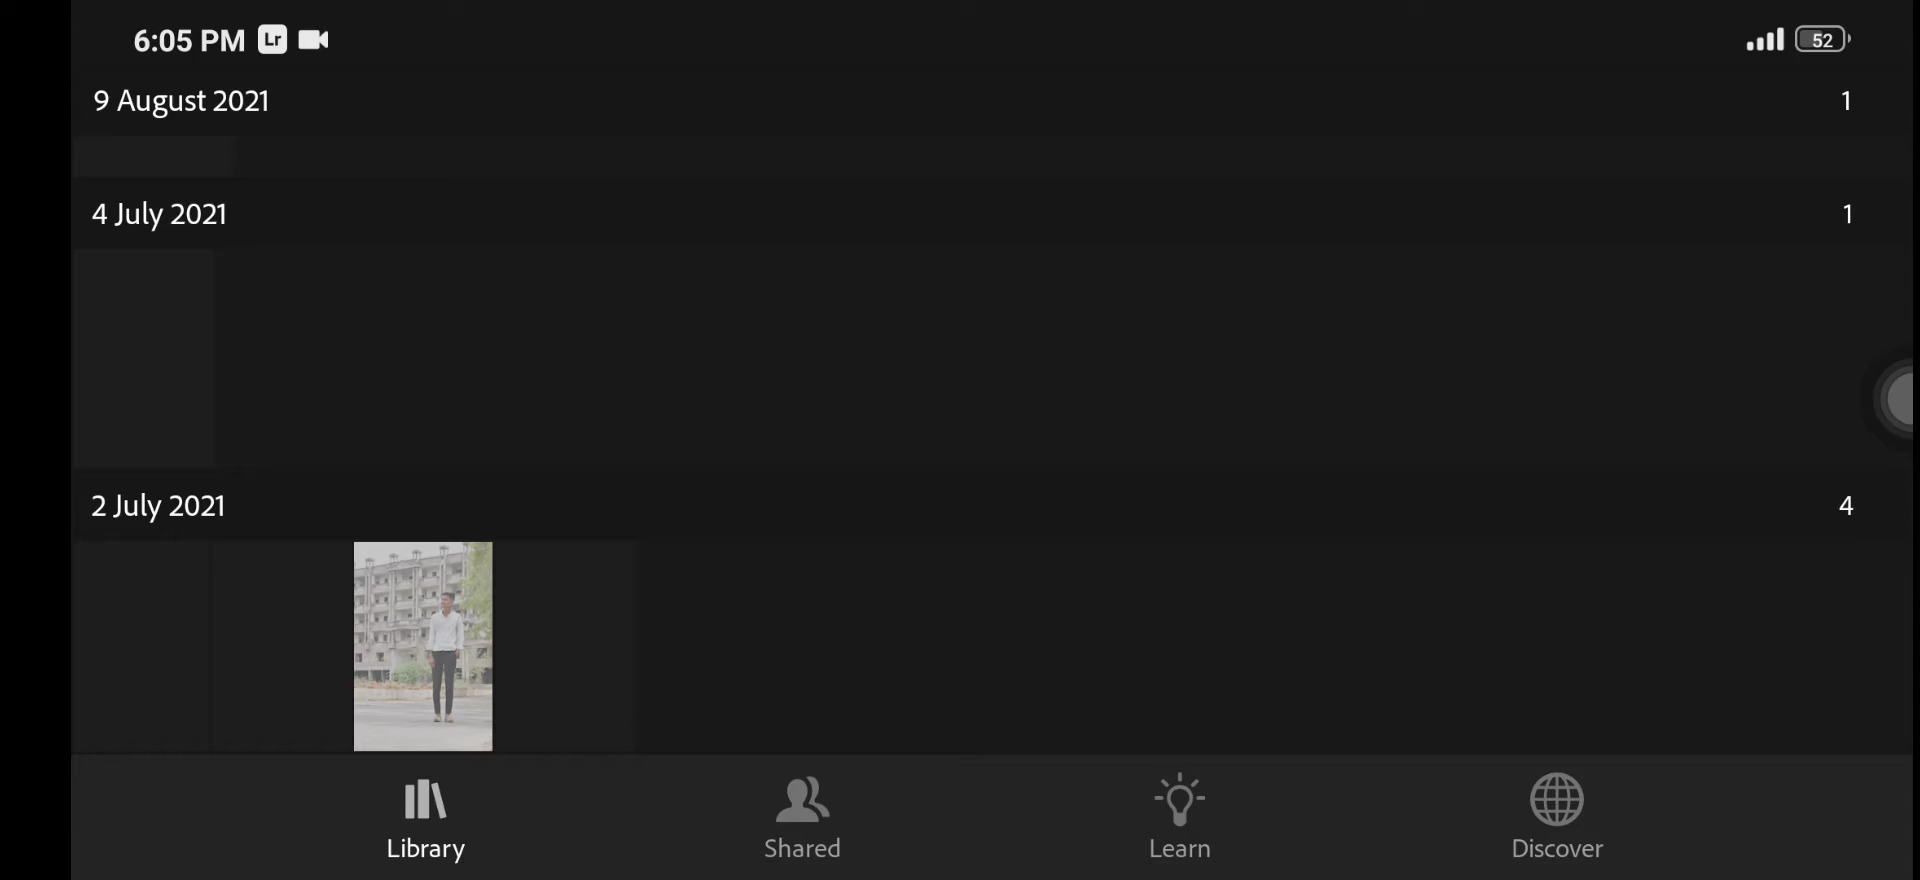 6:05 PM Lr 52
9 August 2021 1
4 July 2021 1
2 July 2021 4
Library Shared Learn Discover